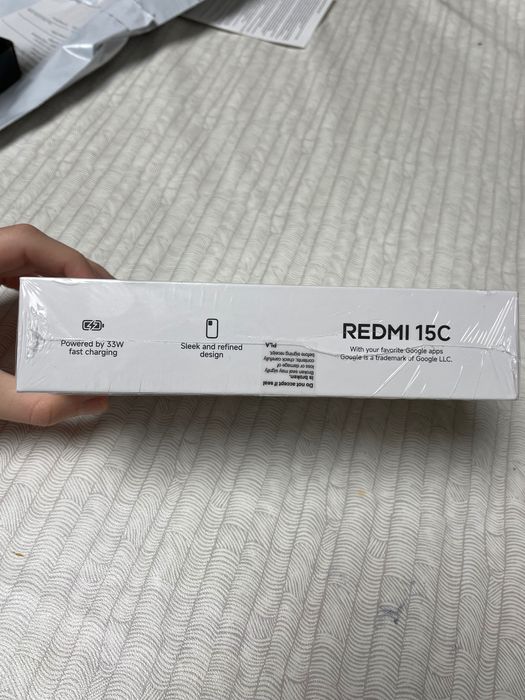 Powered by 33W
fast charging
Sleek and refined
design
Do not accept if seal
is broken.
Broken seal may signify
loss or damage of
contents; check carefully
before signing receipt.
PLA
REDMI 15C
With your favorite Google apps
Google is a trademark of Google LLC.